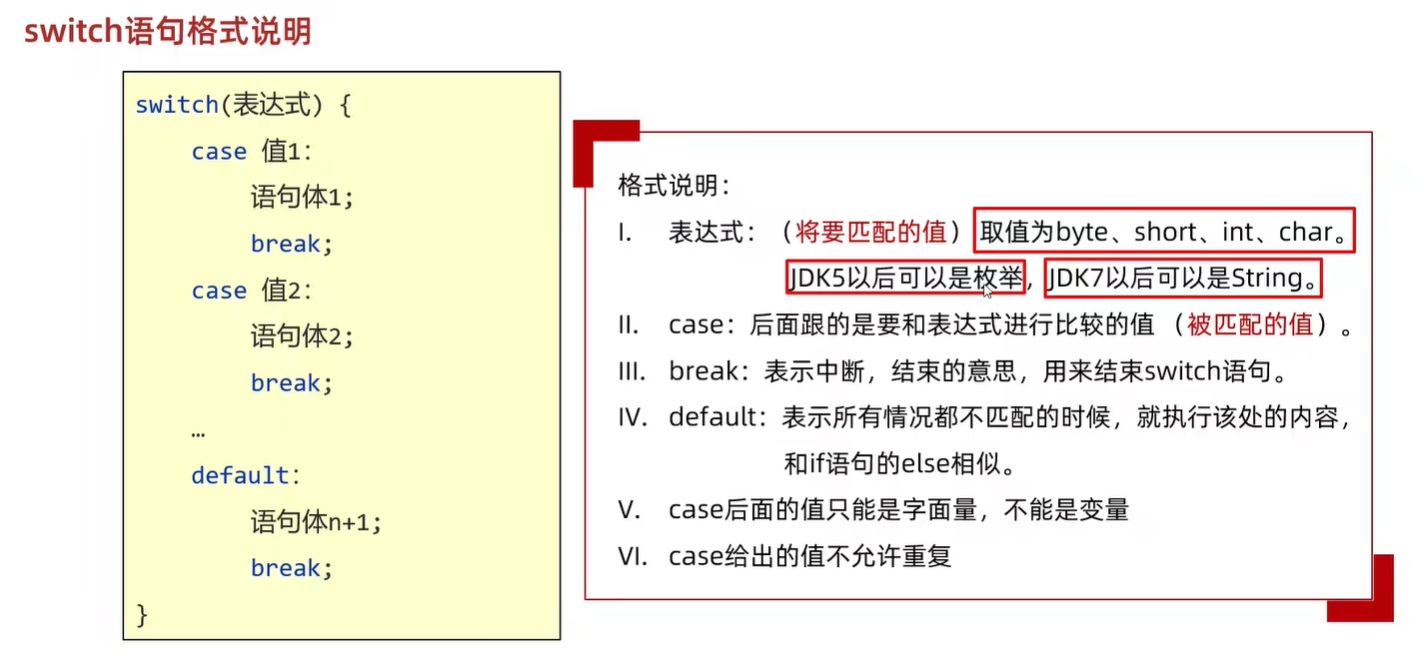 switch语句格式说明
switch(表达式) {
case 值1:
语句体1;
break;
case 值2:
语句体2;
break;
…
default:
语句体n+1;
break;
}
格式说明：
I. 表达式：（将要匹配的值）取值为byte、short、int、char。
JDK5以后可以是枚举，JDK7以后可以是String。
II. case：后面跟的是要和表达式进行比较的值（被匹配的值）。
III. break：表示中断，结束的意思，用来结束switch语句。
IV. default：表示所有情况都不匹配的时候，就执行该处的内容，
和if语句的else相似。
V. case后面的值只能是字面量，不能是变量
VI. case给出的值不允许重复